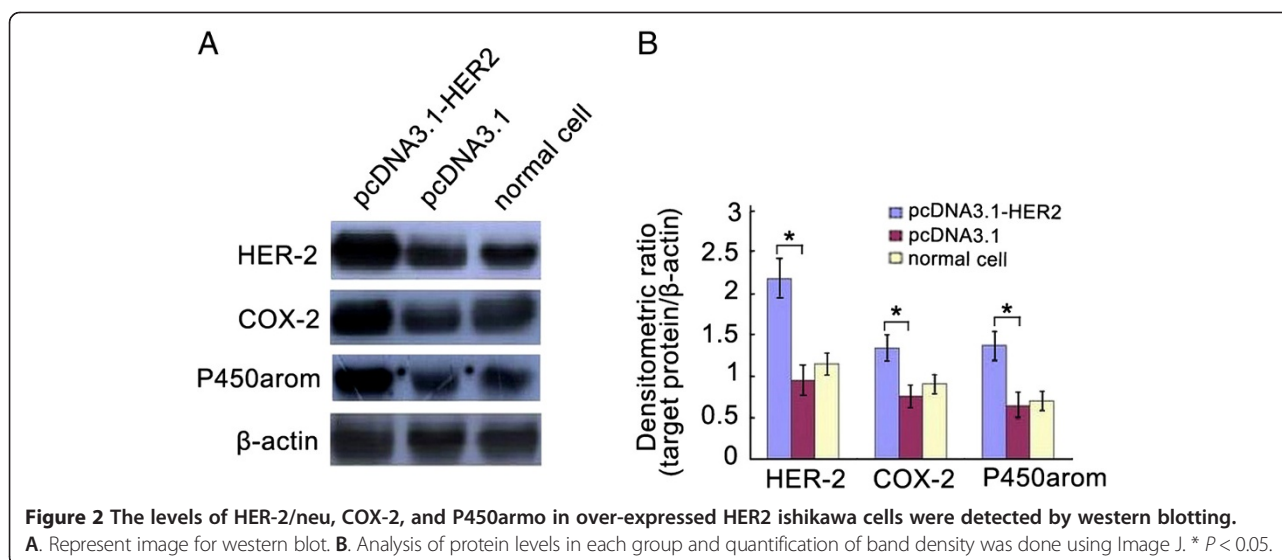 A
B
pcDNA3.1-HER2
pcDNA3.1
normal cell
HER-2
COX-2
P450arom
β-actin
Densitometric ratio
(target protein/β-actin)
3
2.5
2
1.5
1
0.5
0
pcDNA3.1-HER2
pcDNA3.1
normal cell
*
*
*
HER-2
COX-2
P450arom
Figure 2 The levels of HER-2/neu, COX-2, and P450armo in over-expressed HER2 ishikawa cells were detected by western blotting.
A. Represent image for western blot. B. Analysis of protein levels in each group and quantification of band density was done using Image J. * P < 0.05.